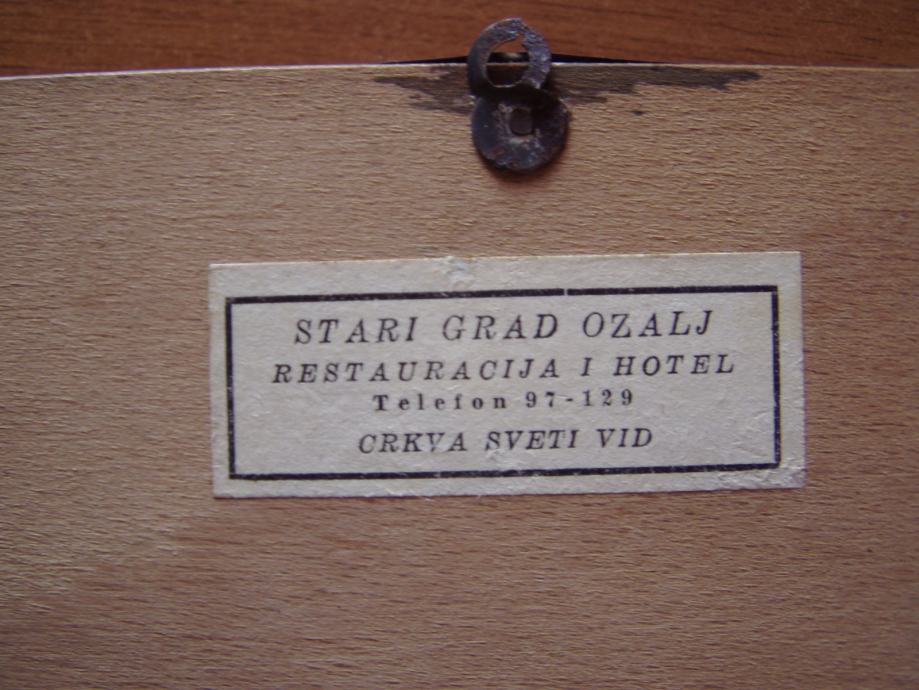 STARI GRAD OZALJ
RESTAURACIJA I HOTEL
Telefon 97-129
CRKVA SVETI VID